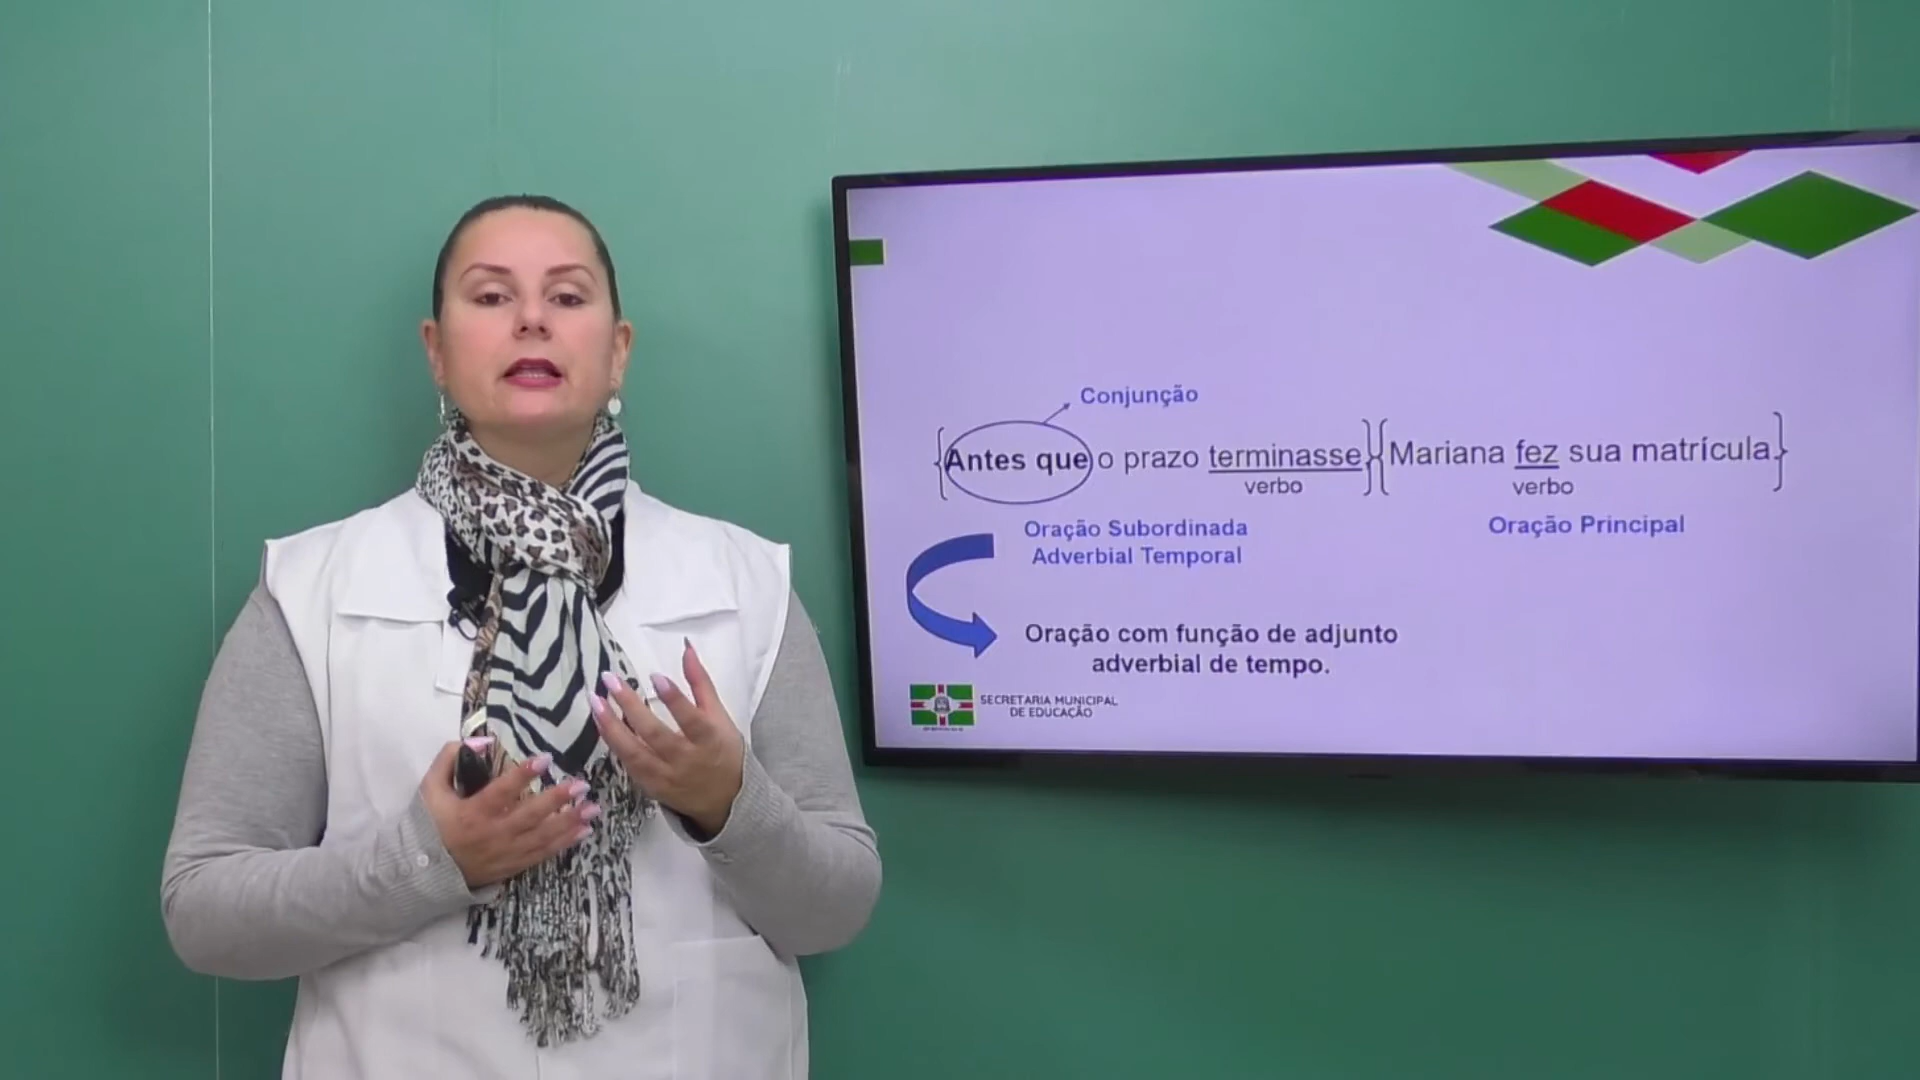 Conjunção
Antes que o prazo terminasse Mariana fez sua matrícula
verbo verbo
Oração Subordinada
Adverbial Temporal
Oração Principal
Oração com função de adjunto
adverbial de tempo.
SECRETARIA MUNICIPAL
DE EDUCAÇÃO